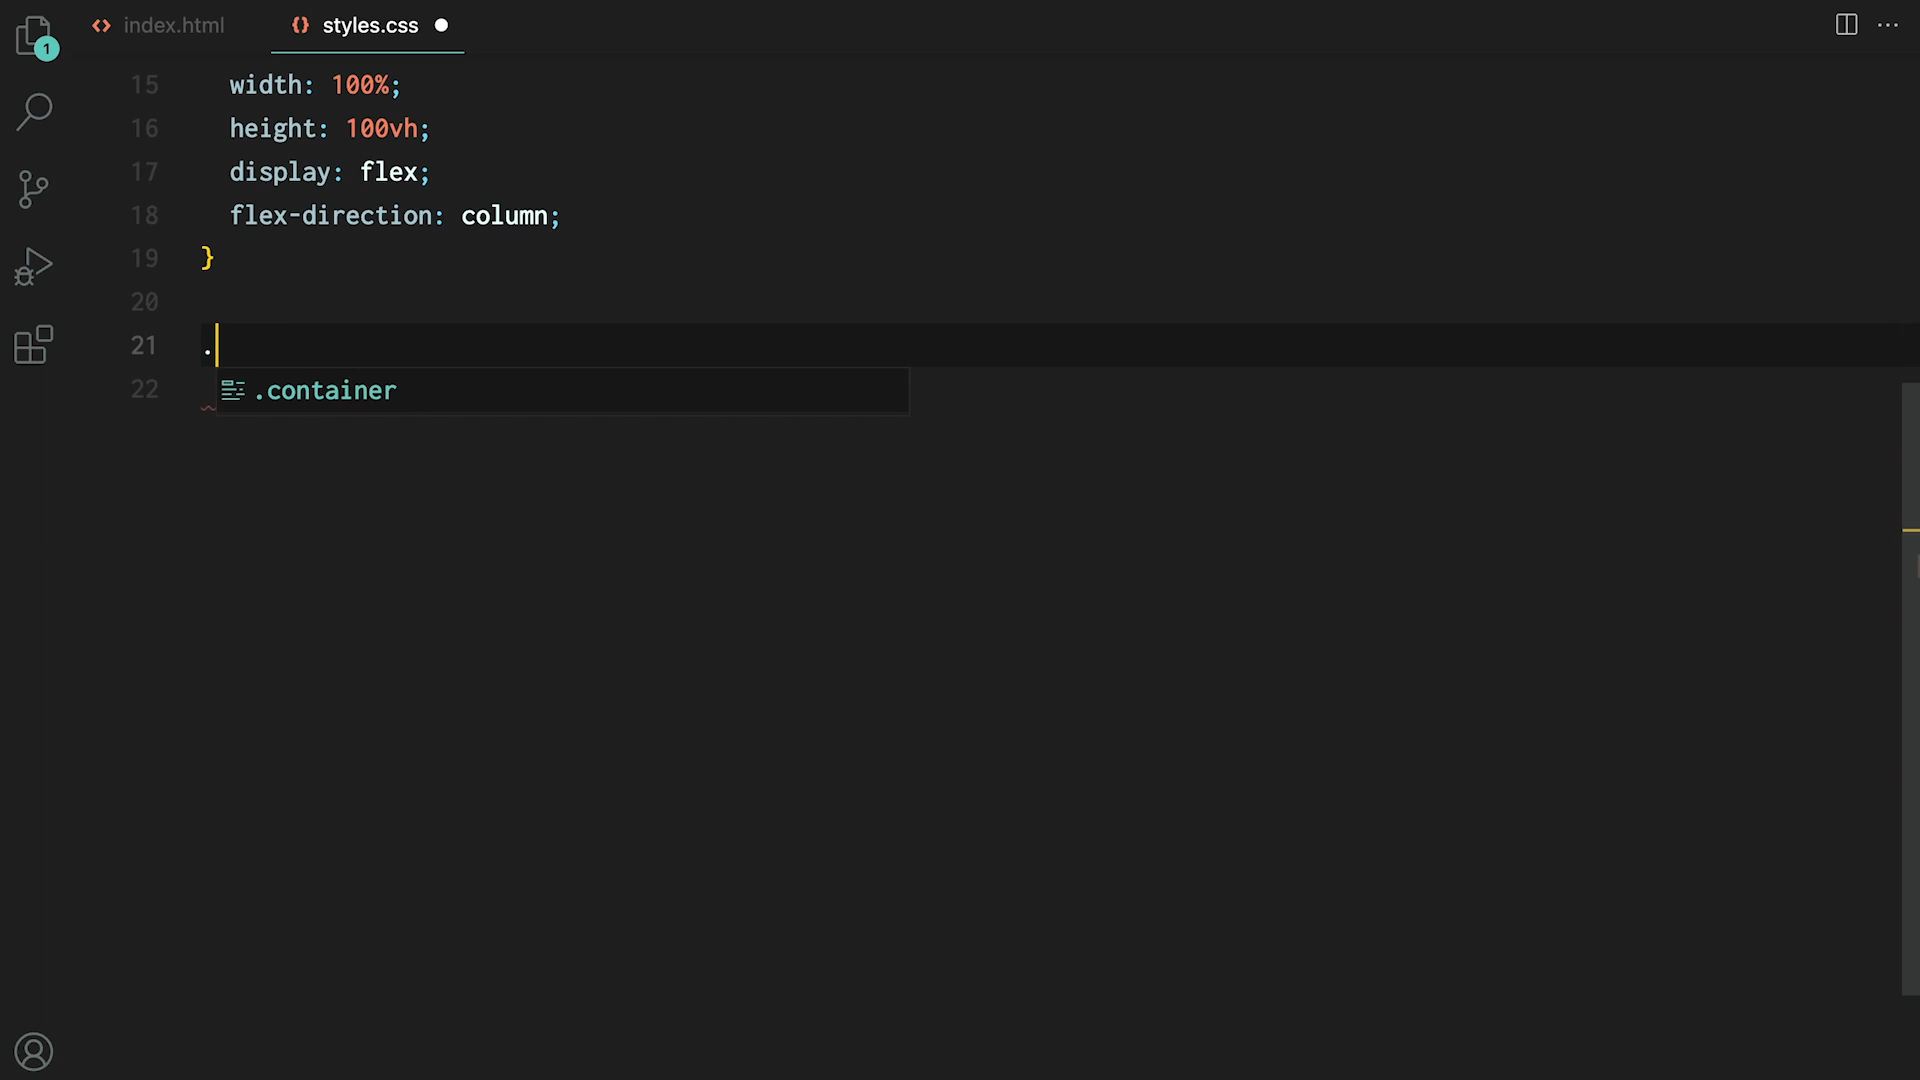 index.html
{} styles.css
1
15 width: 100%;
16 height: 100vh;
17 display: flex;
18 flex-direction: column;
19 }
20
21 .
22 .container